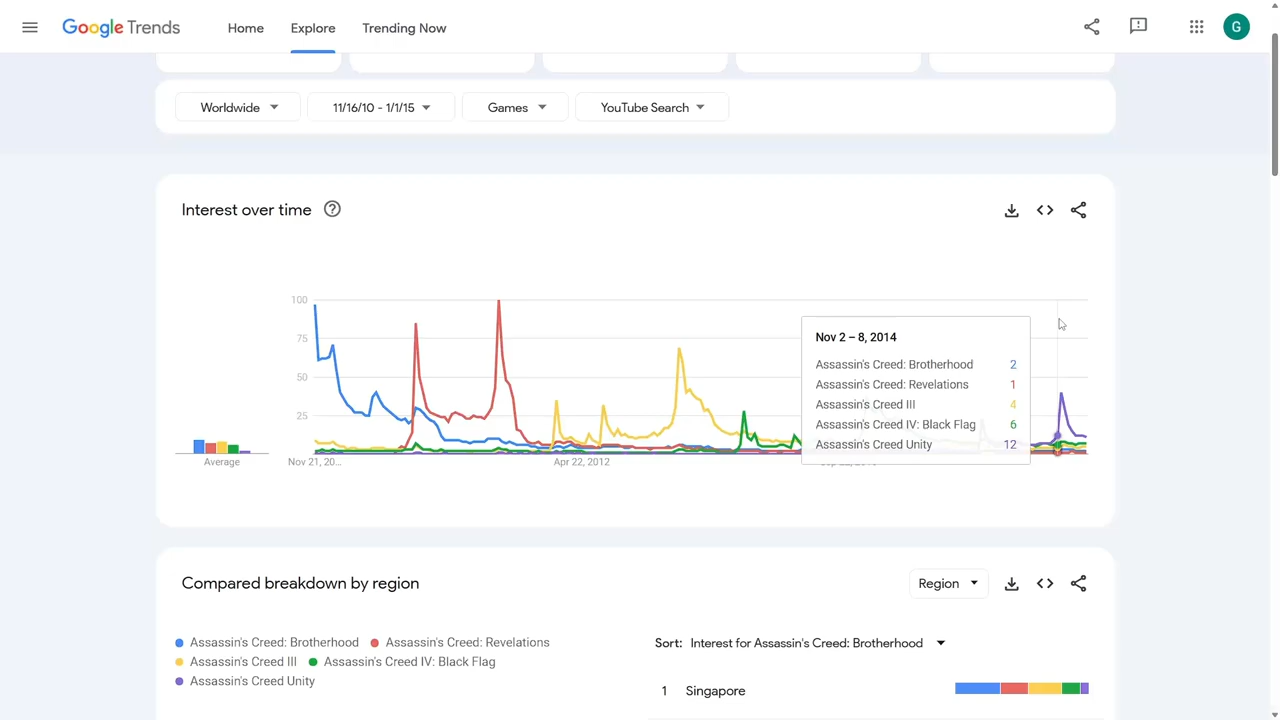 Google Trends
Home
Explore
Trending Now
G
Worldwide
11/16/10 - 1/1/15
Games
YouTube Search
Interest over time
100
75
50
25
Average
Nov 21, 20...
Apr 22, 2012
Nov 2 – 8, 2014
Assassin's Creed: Brotherhood 2
Assassin's Creed: Revelations 1
Assassin's Creed III 4
Assassin's Creed IV: Black Flag 6
Assassin's Creed Unity 12
Compared breakdown by region
Region
Assassin's Creed: Brotherhood
Assassin's Creed: Revelations
Assassin's Creed III
Assassin's Creed IV: Black Flag
Assassin's Creed Unity
Sort: Interest for Assassin's Creed: Brotherhood
1 Singapore